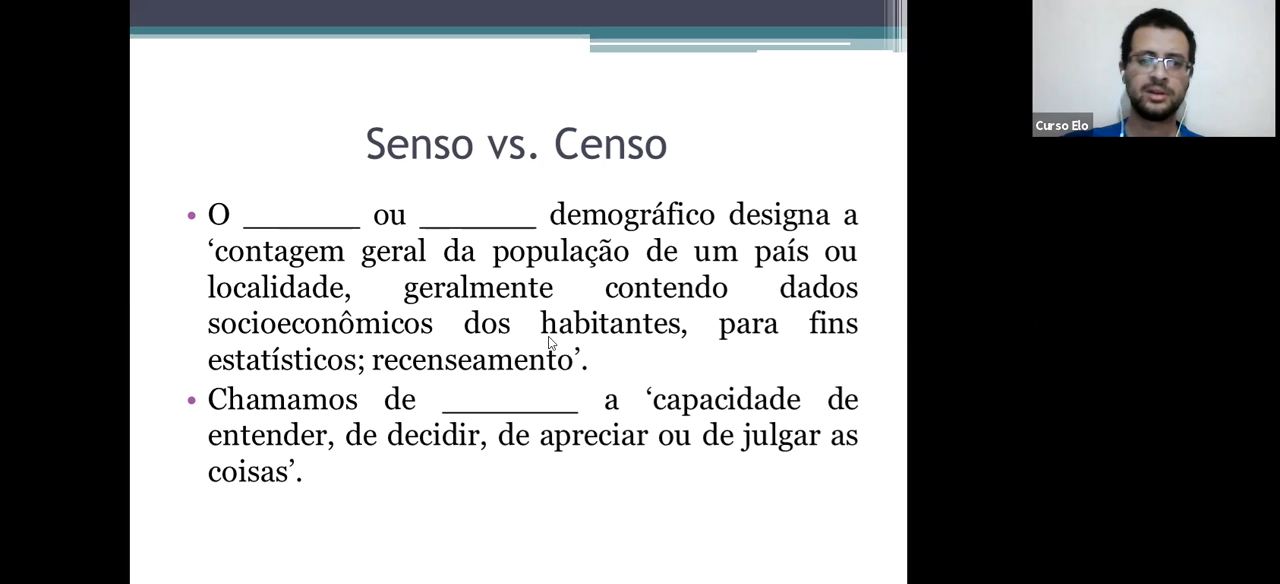 Senso vs. Censo
• O _______ ou _______ demográfico designa a
‘contagem geral da população de um país ou
localidade, geralmente contendo dados
socioeconômicos dos habitantes, para fins
estatísticos; recenseamento’.
• Chamamos de ________ a ‘capacidade de
entender, de decidir, de apreciar ou de julgar as
coisas’.
Curso Elo